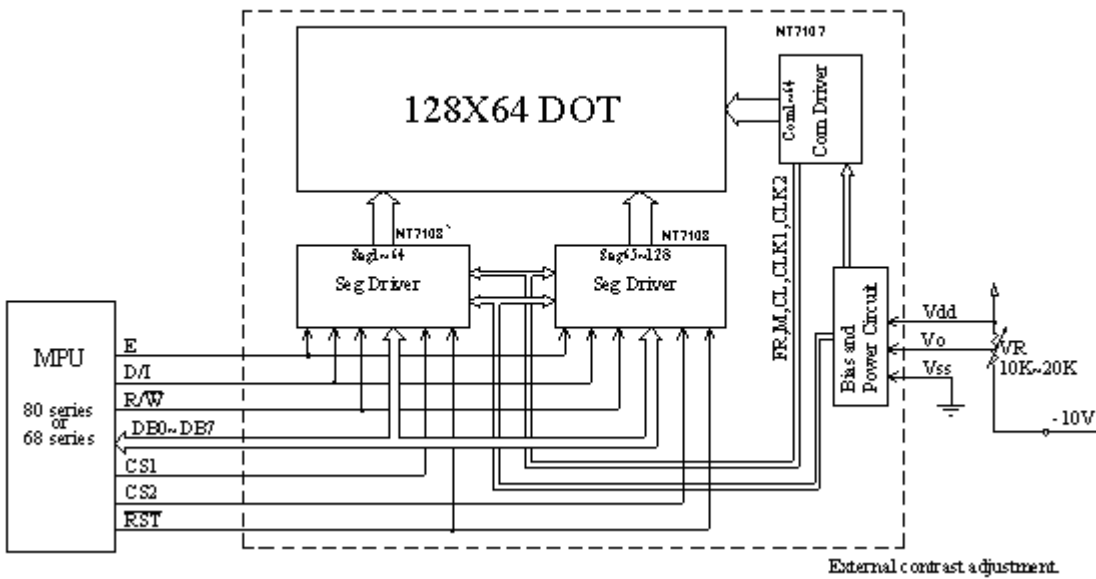 NT7107
128X64 DOT
Com1~64
Com Driver
FR,M,CL,CLK1,CLK2
NT7108`
NT7108
Seg1~64
Seg Driver
Seg65~128
Seg Driver
MPU
80 series
or
68 series
E
D/I
R/W̅
DB0~DB7
CS1
CS2
R̅S̅T̅
Bias and
Power Circuit
Vdd
Vo
Vss
VR
10K~20K
-10V
External contrast adjustment.